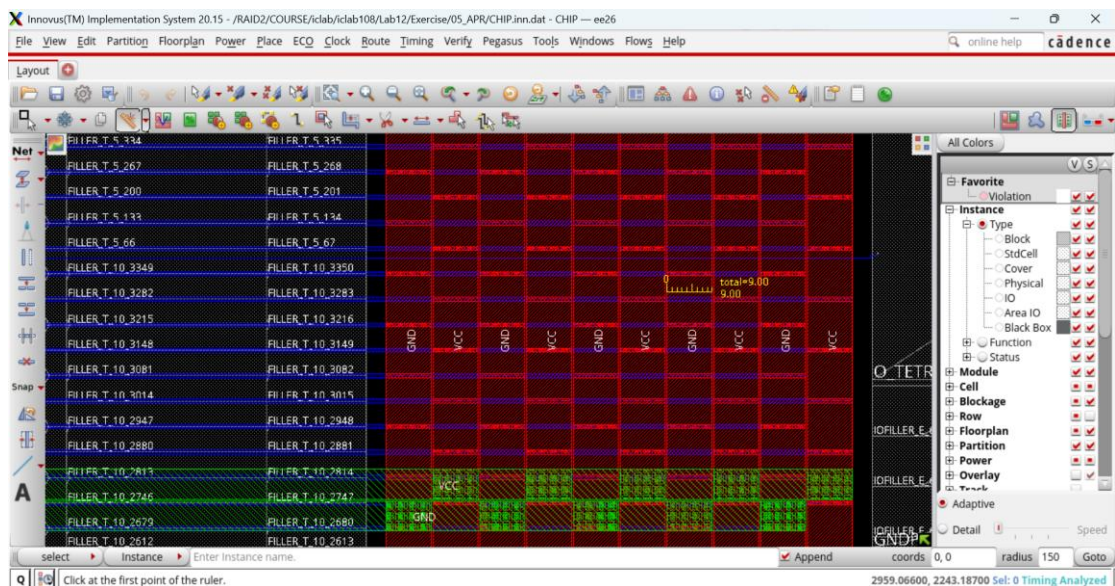 Innovus(TM) Implementation System 20.15 - /RAID2/COURSE/iclab/iclab108/Lab12/Exercise/05_APR/CHIP.inn.dat - CHIP — ee26
File View Edit Partition Floorplan Power Place ECO Clock Route Timing Verify Pegasus Tools Windows Flows Help
online help cādence
Layout
All Colors
Net
V S
Favorite
Violation
Instance
Type
Block
StdCell
Cover
Physical
IO
Area IO
Black Box
Function
Status
Module
Cell
Blockage
Row
Floorplan
Partition
Power
Overlay
Track
Adaptive
Detail Speed
Snap
A
FILLER_T_5_334 FILLER_T_5_335
FILLER_T_5_267 FILLER_T_5_268
FILLER_T_5_200 FILLER_T_5_201
FILLER_T_5_133 FILLER_T_5_134
FILLER_T_5_66 FILLER_T_5_67
FILLER_T_10_3349 FILLER_T_10_3350
FILLER_T_10_3282 FILLER_T_10_3283
FILLER_T_10_3215 FILLER_T_10_3216
FILLER_T_10_3148 FILLER_T_10_3149
FILLER_T_10_3081 FILLER_T_10_3082
FILLER_T_10_3014 FILLER_T_10_3015
FILLER_T_10_2947 FILLER_T_10_2948
FILLER_T_10_2880 FILLER_T_10_2881
FILLER_T_10_2813 FILLER_T_10_2814
FILLER_T_10_2746 FILLER_T_10_2747
FILLER_T_10_2679 FILLER_T_10_2680
FILLER_T_10_2612 FILLER_T_10_2613
0 total=9.00
9.00
GND VCC GND VCC GND VCC GND VCC GND VCC
VCC
GND
O_TETR
IOFILLER_E_
IOFILLER_E_
IOFILLER_E_
GNDP
select Instance Enter Instance name. Append coords 0, 0 radius 150 Goto
Q Click at the first point of the ruler. 2959.06600, 2243.18700 Sel: 0 Timing Analyzed